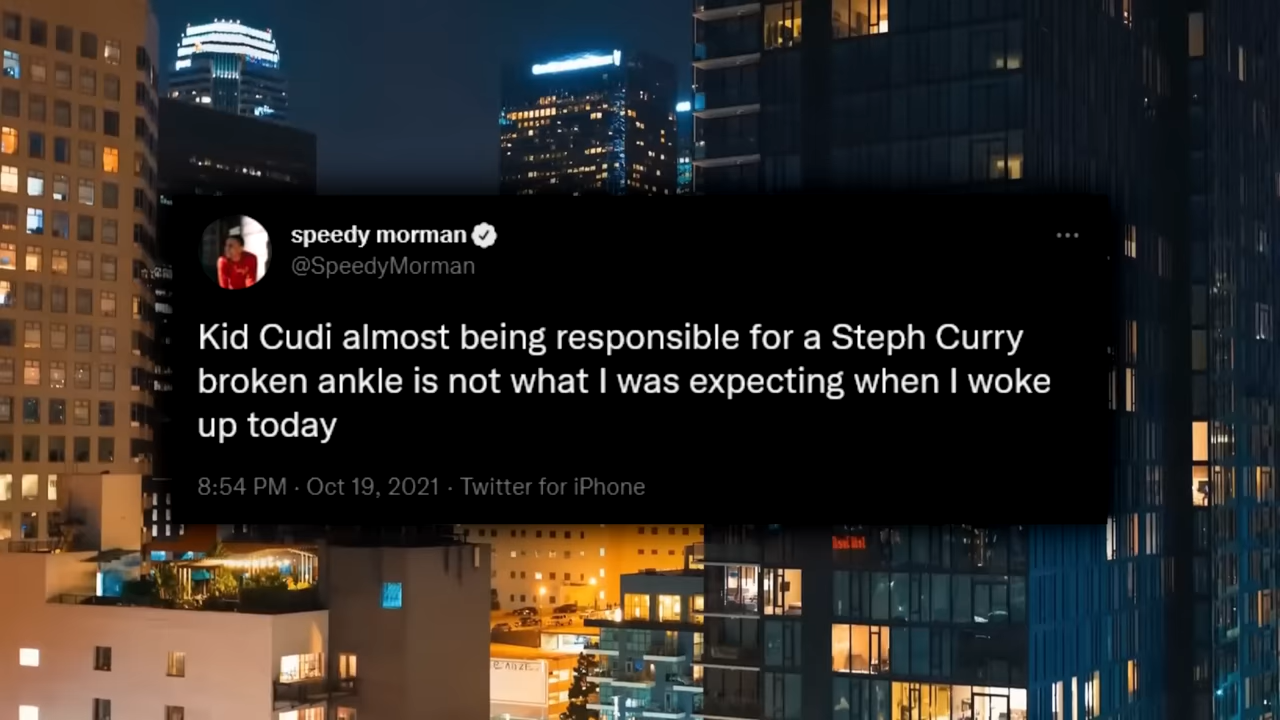 speedy morman
@SpeedyMorman
Kid Cudi almost being responsible for a Steph Curry
broken ankle is not what I was expecting when I woke
up today
8:54 PM · Oct 19, 2021 · Twitter for iPhone